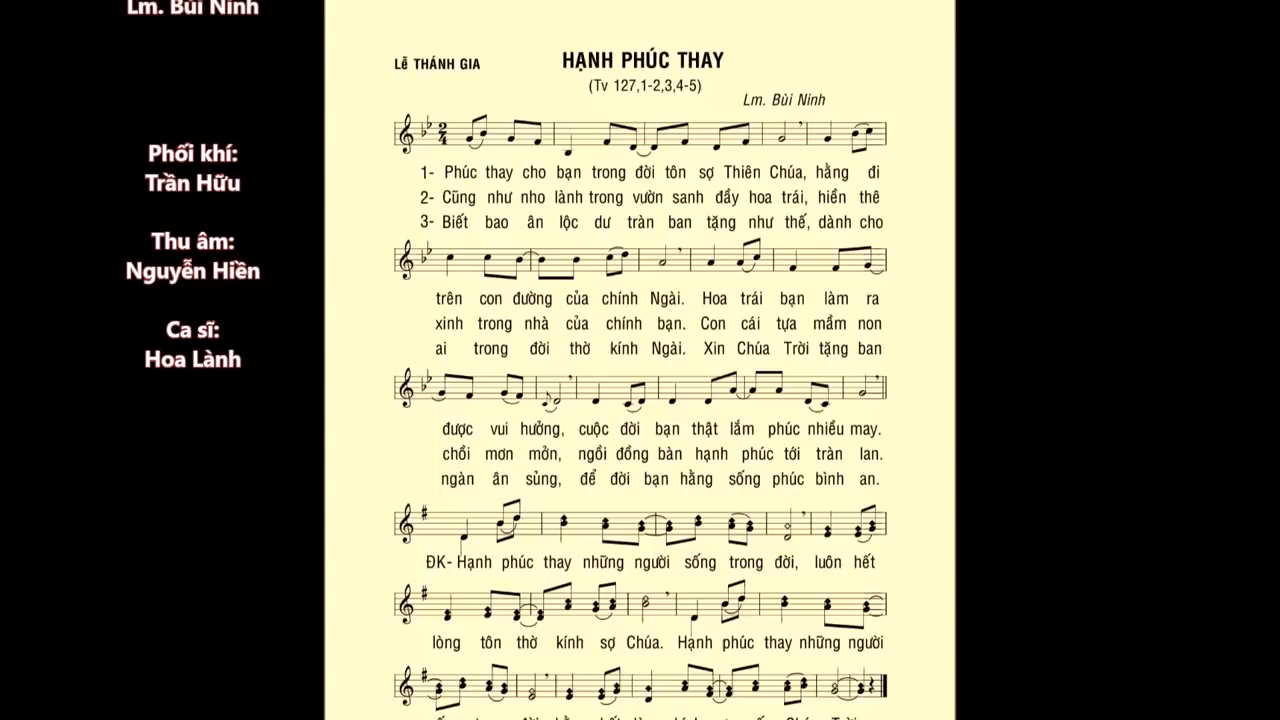 Lm. Bùi Ninh
Phối khí:
Trần Hữu
Thu âm:
Nguyễn Hiền
Ca sĩ:
Hoa Lành
Lễ THÁNH GIA
HẠNH PHÚC THAY
(Tv 127,1-2,3,4-5)
Lm. Bùi Ninh
1- Phúc thay cho bạn trong đời tôn sợ Thiên Chúa, hằng đi
2- Cũng như nho lành trong vườn sanh đầy hoa trái, hiền thê
3- Biết bao ân lộc dư tràn ban tặng như thế, dành cho
trên con đường của chính Ngài. Hoa trái bạn làm ra
xinh trong nhà của chính bạn. Con cái tựa mầm non
ai trong đời thờ kính Ngài. Xin Chúa Trời tặng ban
được vui hưởng, cuộc đời bạn thật lắm phúc nhiều may.
chồi mơn mởn, ngồi đồng bàn hạnh phúc tới tràn lan.
ngàn ân sủng, để đời bạn hằng sống phúc bình an.
ĐK- Hạnh phúc thay những người sống trong đời, luôn hết
lòng tôn thờ kính sợ Chúa. Hạnh phúc thay những người